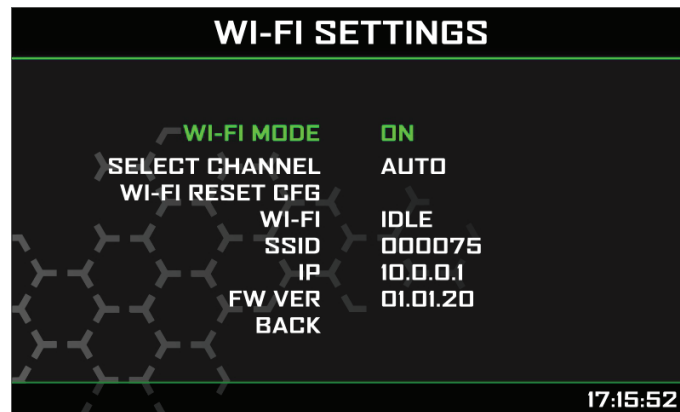 WI-FI SETTINGS
WI-FI MODE ON
SELECT CHANNEL AUTO
WI-FI RESET CFG
WI-FI IDLE
SSID 000075
IP 10.0.0.1
FW VER 01.01.20
BACK
17:15:52